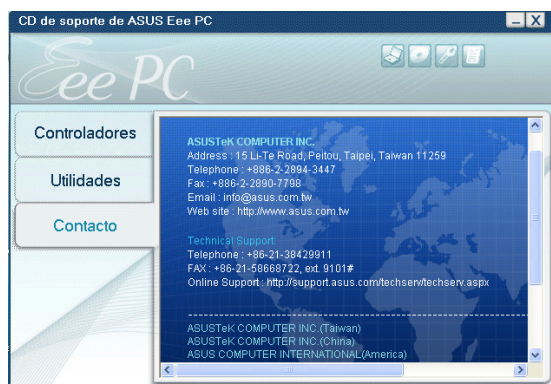 CD de soporte de ASUS Eee PC
Eee PC
Controladores
Utilidades
Contacto
ASUSTeK COMPUTER INC.
Address : 15 Li-Te Road, Peitou, Taipei, Taiwan 11259
Telephone : +886-2-2894-3447
Fax : +886-2-2890-7798
Email : info@asus.com.tw
Web site : http://www.asus.com.tw
Technical Support
Telephone : +86-21-38429911
FAX : +86-21-58668722, ext. 9101#
Online Support : http://support.asus.com/techserv/techserv.aspx
ASUSTeK COMPUTER INC.(Taiwan)
ASUSTeK COMPUTER INC.(China)
ASUS COMPUTER INTERNATIONAL(America)